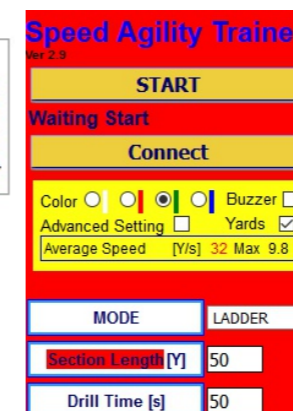 Speed Agility Traine
Ver 2.9
START
Waiting Start
Connect
Color Buzzer
Advanced Setting Yards
Average Speed [Y/s] 32 Max 9.8
MODE LADDER
Section Length [Y] 50
Drill Time [s] 50